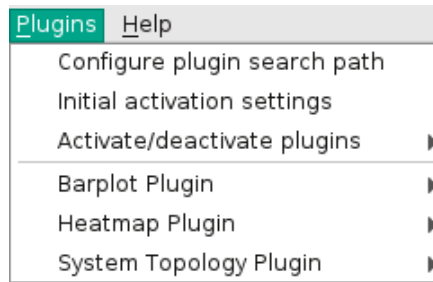 Plugins Help
Configure plugin search path
Initial activation settings
Activate/deactivate plugins
Barplot Plugin
Heatmap Plugin
System Topology Plugin